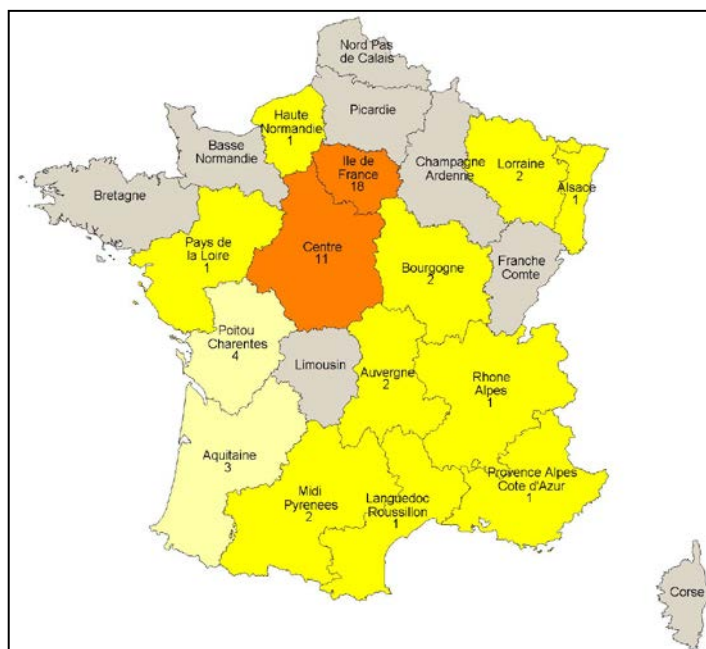 Nord Pas
de Calais
Picardie
Haute
Normandie
1
Basse
Normandie
Ile de
France
18
Champagne
Ardenne
Lorraine
2
Alsace
1
Bretagne
Pays de
la Loire
1
Centre
11
Bourgogne
2
Franche
Comte
Poitou
Charentes
4
Limousin
Auvergne
2
Rhone
Alpes
1
Aquitaine
3
Midi
Pyrenees
2
Languedoc
Roussillon
1
Provence Alpes
Cote d'Azur
1
Corse